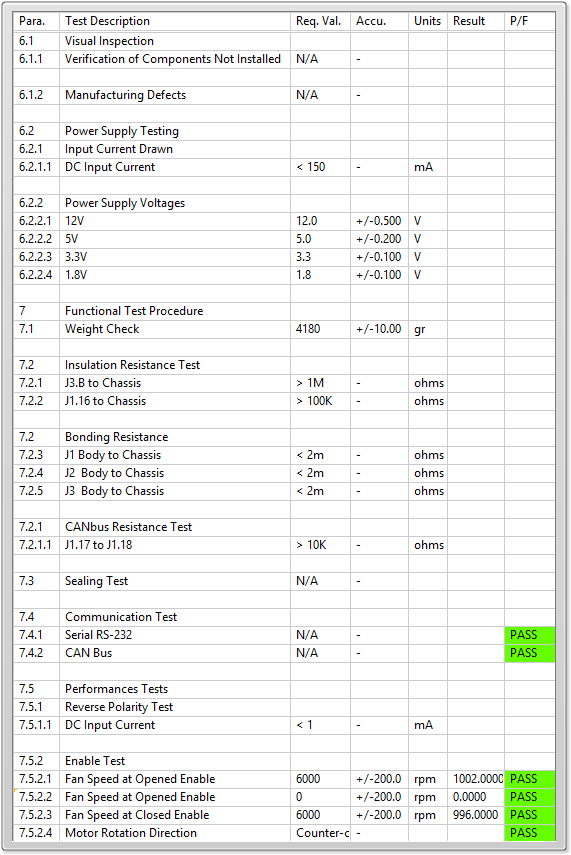 Para. Test Description Req. Val. Accu. Units Result P/F
6.1 Visual Inspection
6.1.1 Verification of Components Not Installed N/A -
6.1.2 Manufacturing Defects N/A -
6.2 Power Supply Testing
6.2.1 Input Current Drawn
6.2.1.1 DC Input Current < 150 - mA
6.2.2 Power Supply Voltages
6.2.2.1 12V 12.0 +/-0.500 V
6.2.2.2 5V 5.0 +/-0.200 V
6.2.2.3 3.3V 3.3 +/-0.100 V
6.2.2.4 1.8V 1.8 +/-0.100 V
7 Functional Test Procedure
7.1 Weight Check 4180 +/-10.00 gr
7.2 Insulation Resistance Test
7.2.1 J3.B to Chassis > 1M - ohms
7.2.2 J1.16 to Chassis > 100K - ohms
7.2 Bonding Resistance
7.2.3 J1 Body to Chassis < 2m - ohms
7.2.4 J2 Body to Chassis < 2m - ohms
7.2.5 J3 Body to Chassis < 2m - ohms
7.2.1 CANbus Resistance Test
7.2.1.1 J1.17 to J1.18 > 10K - ohms
7.3 Sealing Test N/A -
7.4 Communication Test
7.4.1 Serial RS-232 N/A - PASS
7.4.2 CAN Bus N/A - PASS
7.5 Performances Tests
7.5.1 Reverse Polarity Test
7.5.1.1 DC Input Current < 1 - mA
7.5.2 Enable Test
7.5.2.1 Fan Speed at Opened Enable 6000 +/-200.0 rpm 1002.0000 PASS
7.5.2.2 Fan Speed at Opened Enable 0 +/-200.0 rpm 0.0000 PASS
7.5.2.3 Fan Speed at Closed Enable 6000 +/-200.0 rpm 996.0000 PASS
7.5.2.4 Motor Rotation Direction Counter-c - PASS